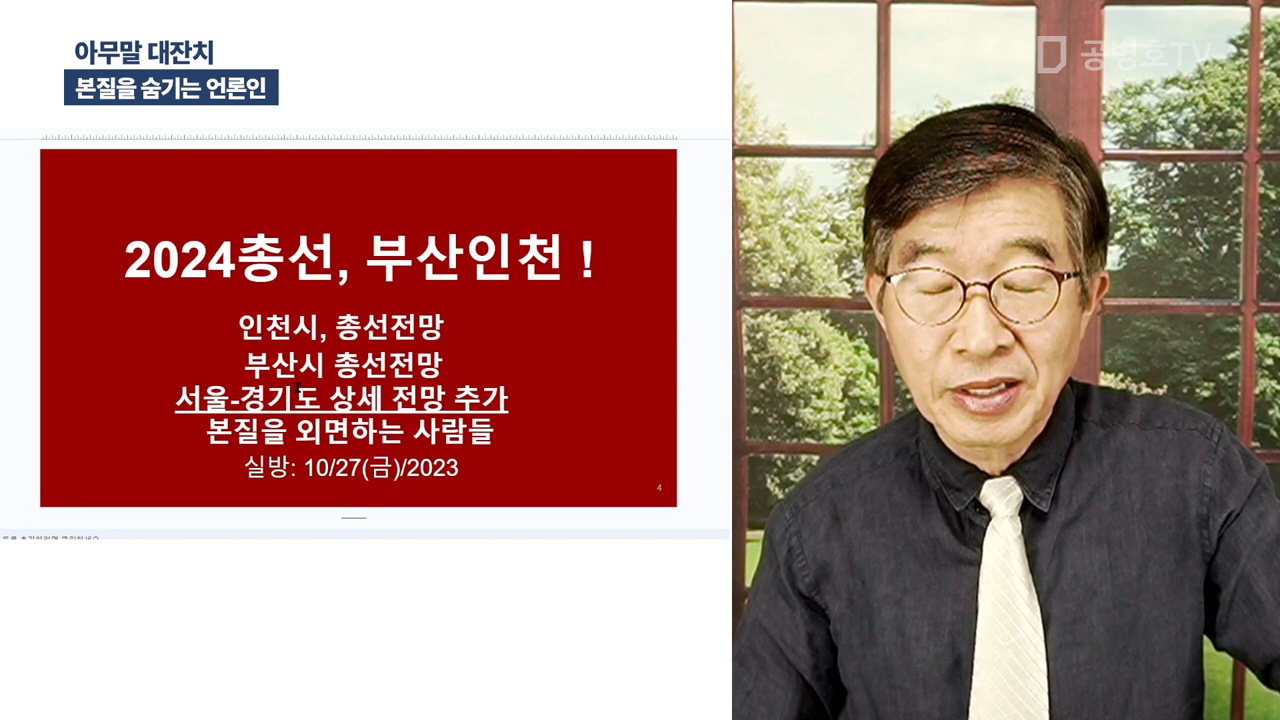 아무말 대잔치
본질을 숨기는 언론인
공병호TV
2024총선, 부산인천 !
인천시, 총선전망
부산시 총선전망
서울-경기도 상세 전망 추가
본질을 외면하는 사람들
실방: 10/27(금)/2023
4